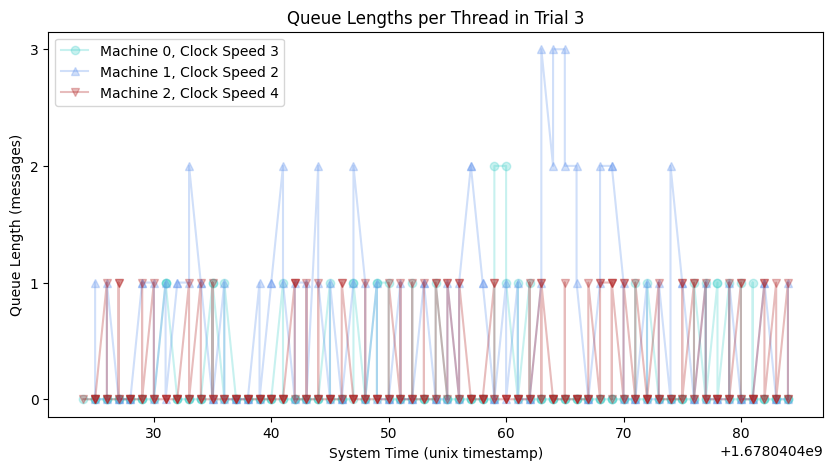 Queue Lengths per Thread in Trial 3
Machine 0, Clock Speed 3
Machine 1, Clock Speed 2
Machine 2, Clock Speed 4
Queue Length (messages)
3
2
1
0
30 40 50 60 70 80
+1.6780404e9
System Time (unix timestamp)